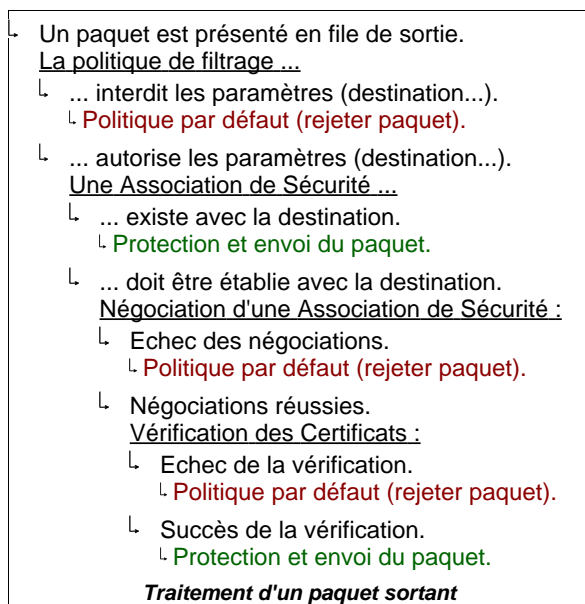 Un paquet est présenté en file de sortie.
La politique de filtrage ...
... interdit les paramètres (destination...).
Politique par défaut (rejeter paquet).
... autorise les paramètres (destination...).
Une Association de Sécurité ...
... existe avec la destination.
Protection et envoi du paquet.
... doit être établie avec la destination.
Négociation d'une Association de Sécurité :
Echec des négociations.
Politique par défaut (rejeter paquet).
Négociations réussies.
Vérification des Certificats :
Echec de la vérification.
Politique par défaut (rejeter paquet).
Succès de la vérification.
Protection et envoi du paquet.
Traitement d'un paquet sortant